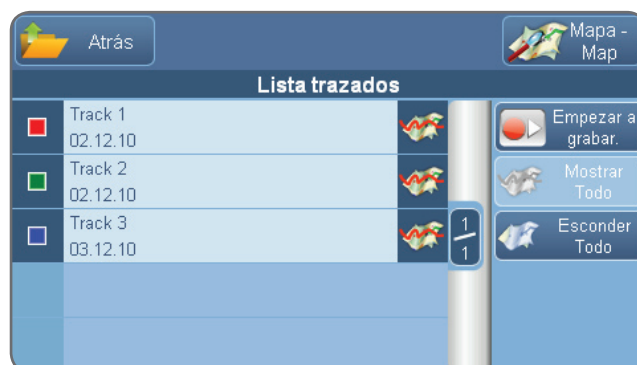 Atrás
Mapa -
Map
Lista trazados
Track 1
02.12.10
Track 2
02.12.10
Track 3
03.12.10
1
1
Empezar a
grabar.
Mostrar
Todo
Esconder
Todo